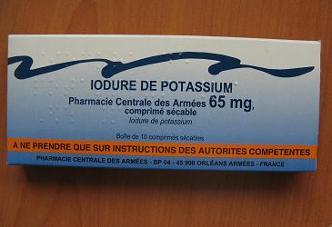 IODURE DE POTASSIUM
Pharmacie Centrale des Armées 65 mg,
comprimé sécable
Iodure de potassium
Boîte de 10 comprimés sécables
A NE PRENDRE QUE SUR INSTRUCTIONS DES AUTORITES COMPETENTES
PHARMACIE CENTRALE DES ARMÉES - BP 04 - 45 998 ORLÉANS ARMÉES - FRANCE